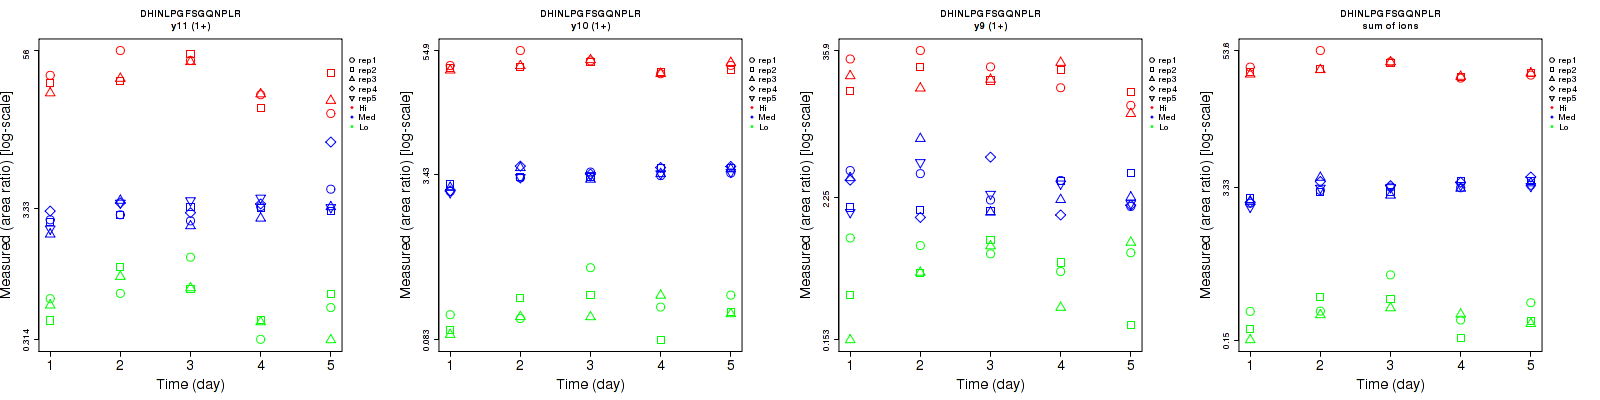 DHINLPGFSGQNPLR
y11 (1+)
Measured (area ratio) [log-scale]
56
3.33
0.314
1 2 3 4 5
Time (day)
rep1
rep2
rep3
rep4
rep5
Hi
Med
Lo
DHINLPGFSGQNPLR
y10 (1+)
Measured (area ratio) [log-scale]
54.9
3.43
0.083
1 2 3 4 5
Time (day)
rep1
rep2
rep3
rep4
rep5
Hi
Med
Lo
DHINLPGFSGQNPLR
y9 (1+)
Measured (area ratio) [log-scale]
35.9
2.25
0.153
1 2 3 4 5
Time (day)
rep1
rep2
rep3
rep4
rep5
Hi
Med
Lo
DHINLPGFSGQNPLR
sum of ions
Measured (area ratio) [log-scale]
53.6
3.33
0.15
1 2 3 4 5
Time (day)
rep1
rep2
rep3
rep4
rep5
Hi
Med
Lo